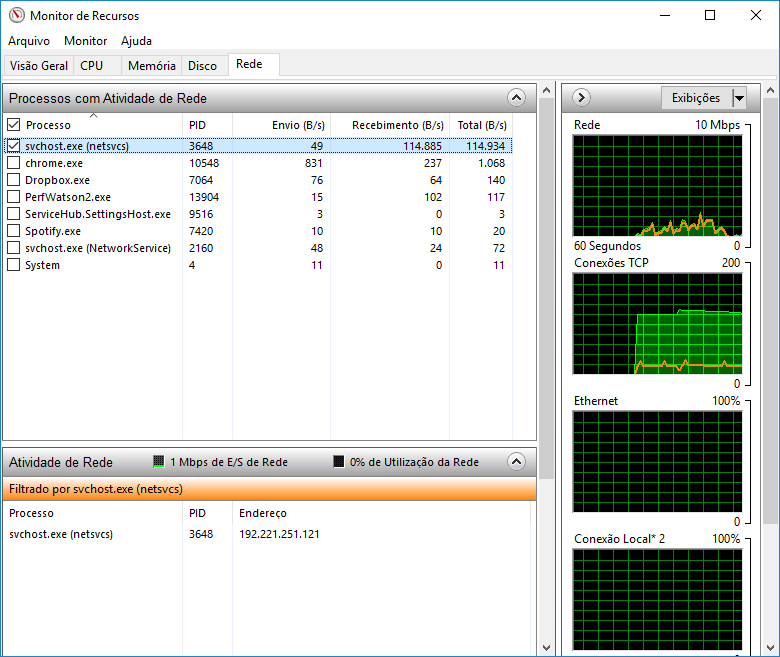 Monitor de Recursos
Arquivo Monitor Ajuda
Visão Geral CPU Memória Disco Rede
Processos com Atividade de Rede
Processo PID Envio (B/s) Recebimento (B/s) Total (B/s)
svchost.exe (netsvcs) 3648 49 114.885 114.934
chrome.exe 10548 831 237 1.068
Dropbox.exe 7064 76 64 140
PerfWatson2.exe 13904 15 102 117
ServiceHub.SettingsHost.exe 9516 3 0 3
Spotify.exe 7420 10 10 20
svchost.exe (NetworkService) 2160 48 24 72
System 4 11 0 11
Atividade de Rede 1 Mbps de E/S de Rede 0% de Utilização da Rede
Filtrado por svchost.exe (netsvcs)
Processo PID Endereço
svchost.exe (netsvcs) 3648 192.221.251.121
Exibições
Rede 10 Mbps
60 Segundos 0
Conexões TCP 200
0
Ethernet 100%
0
Conexão Local* 2 100%